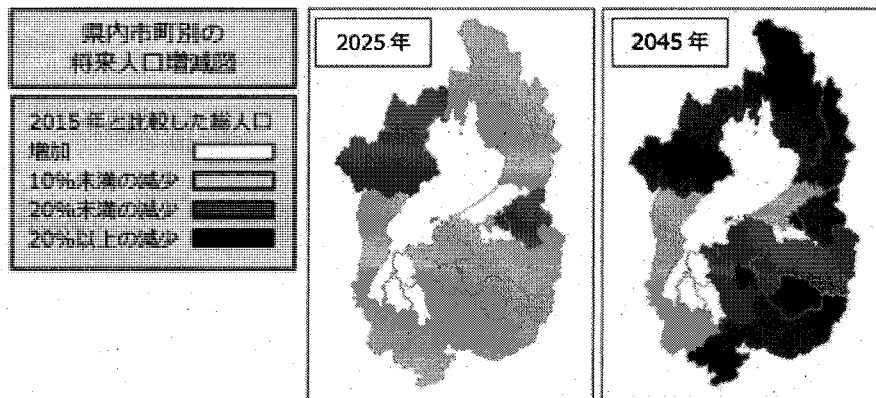 県内市町別の
将来人口増減図
2015年と比較した総人口
増加
10%未満の減少
20%未満の減少
20%以上の減少
2025年
2045年